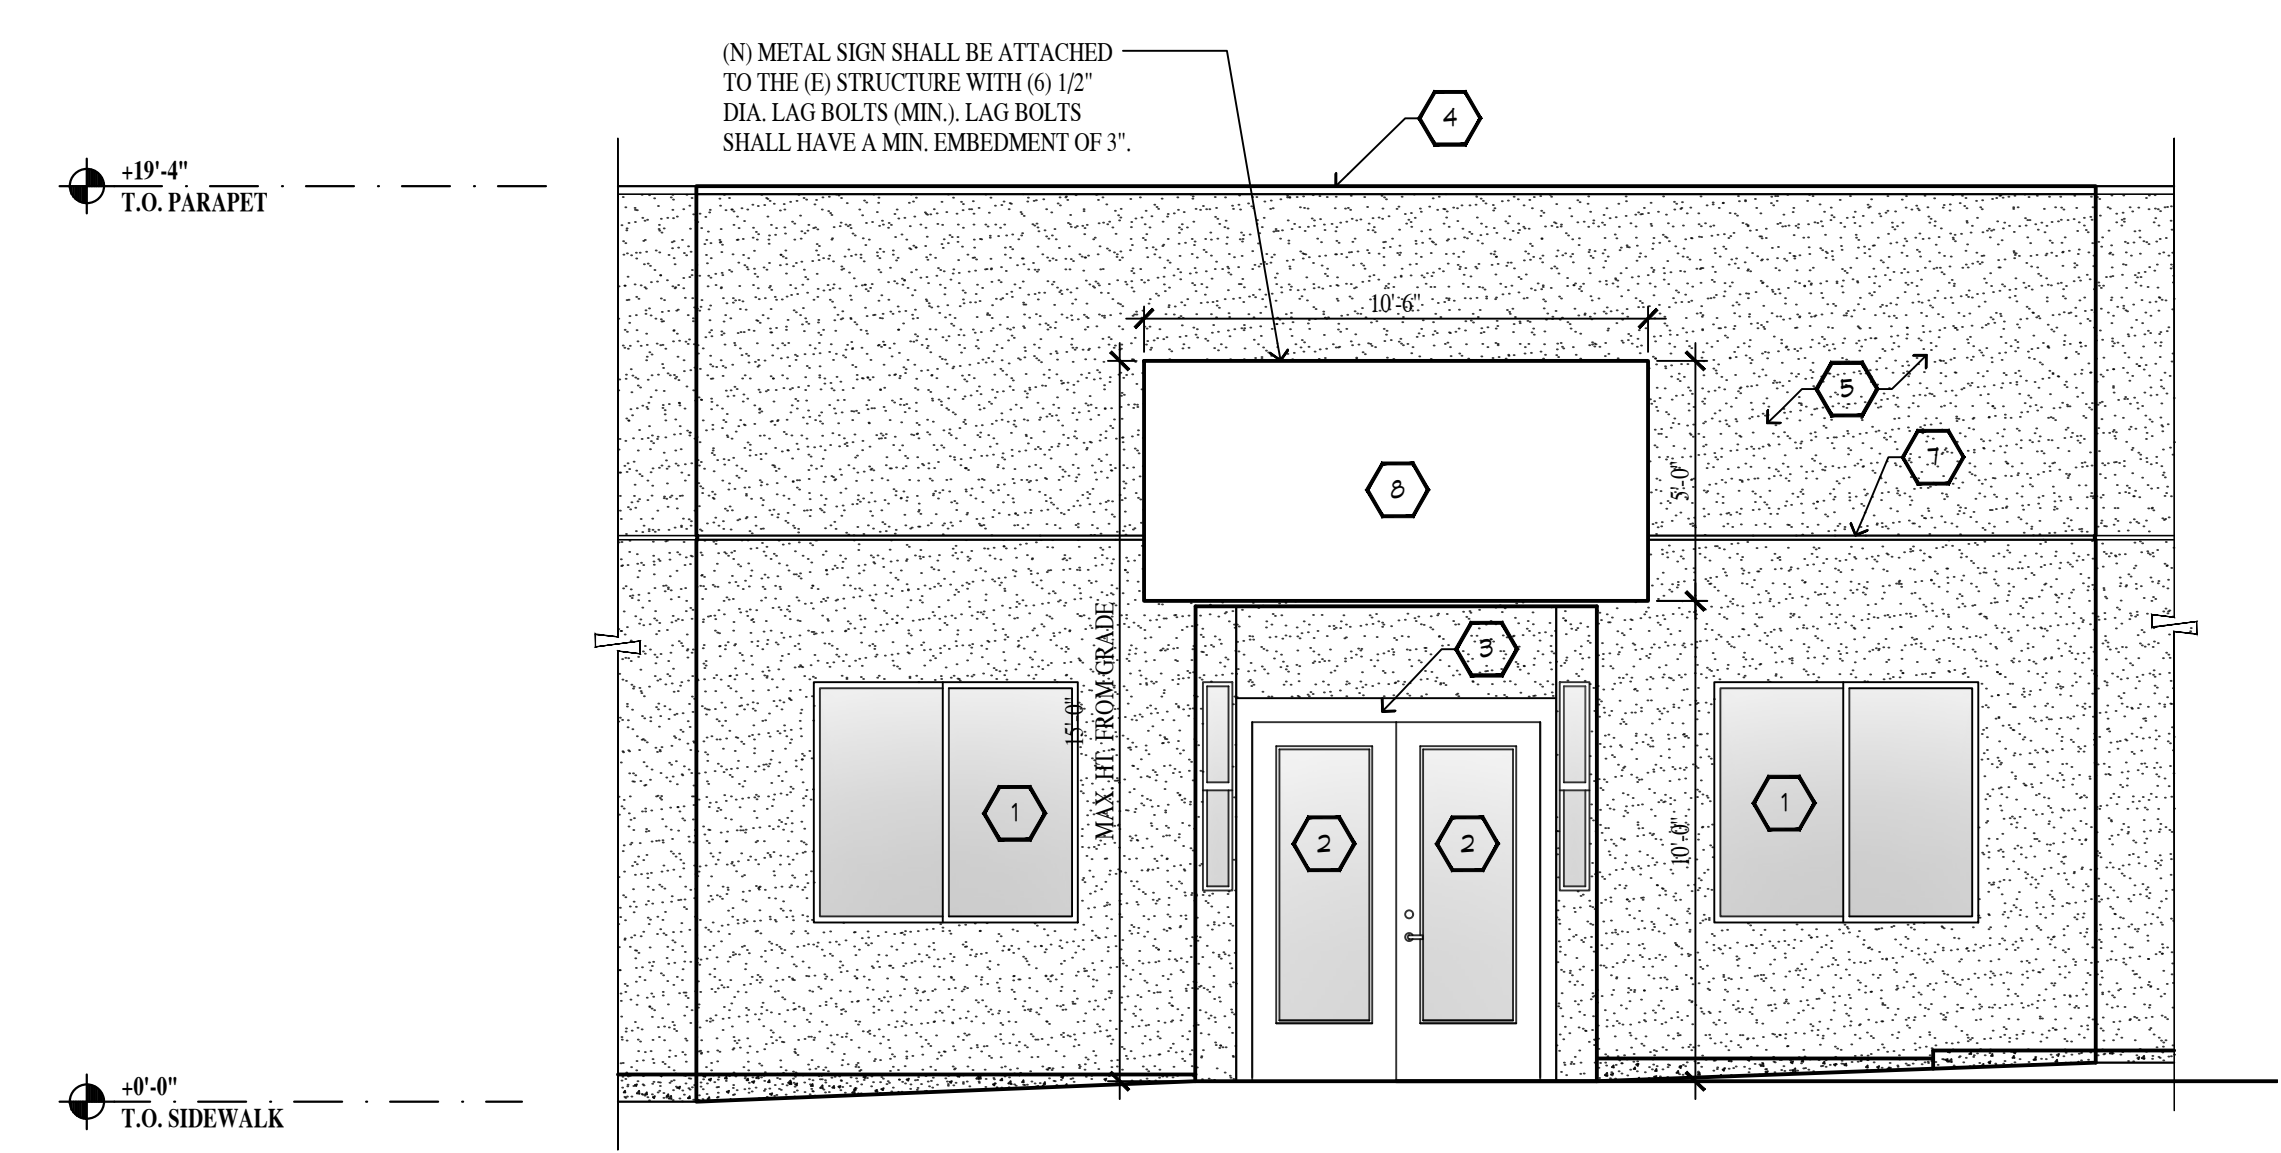 (N) METAL SIGN SHALL BE ATTACHED
TO THE (E) STRUCTURE WITH (6) 1/2"
DIA. LAG BOLTS (MIN.). LAG BOLTS
SHALL HAVE A MIN. EMBEDMENT OF 3".
4
+19'-4"
T.O. PARAPET
10'-6"
5
7
8
5'-0"
3
15'-0"
MAX. HT. FROM GRADE
1
2
2
10'-0"
1
+0'-0"
T.O. SIDEWALK